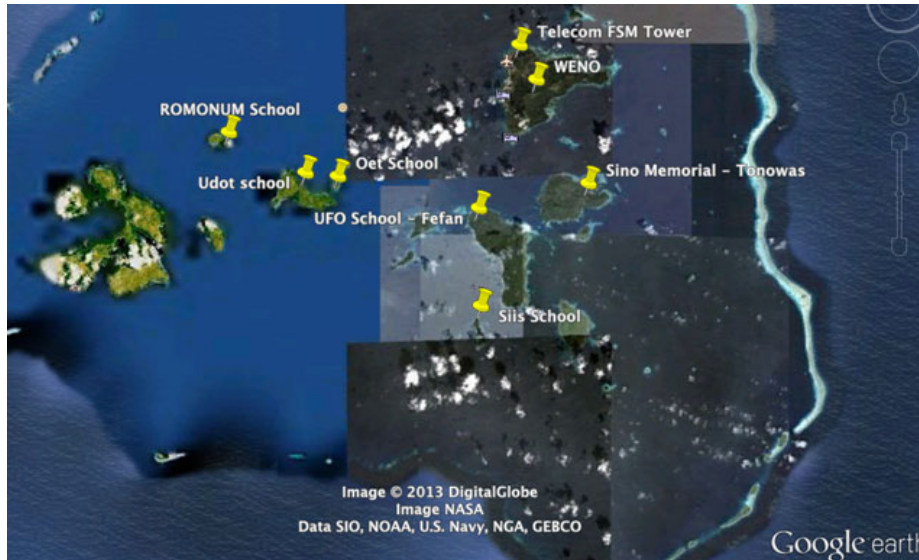 Telecom FSM Tower
WENO
ROMONUM School
Oet School
Udot school
Sino Memorial - Tonowas
UFO School - Fefan
Siis School
Image © 2013 DigitalGlobe
Image NASA
Data SIO, NOAA, U.S. Navy, NGA, GEBCO
Google earth